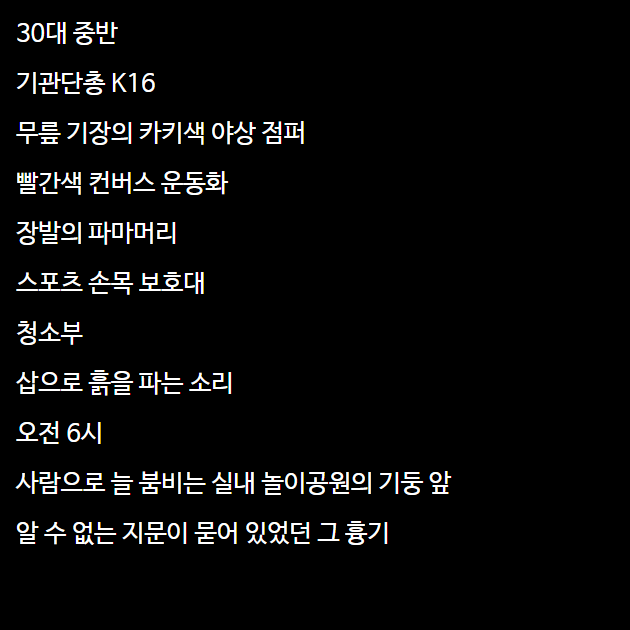 30대 중반
기관단총 K16
무릎 기장의 카키색 야상 점퍼
빨간색 컨버스 운동화
장발의 파마머리
스포츠 손목 보호대
청소부
삽으로 흙을 파는 소리
오전 6시
사람으로 늘 붐비는 실내 놀이공원의 기둥 앞
알 수 없는 지문이 묻어 있었던 그 흉기